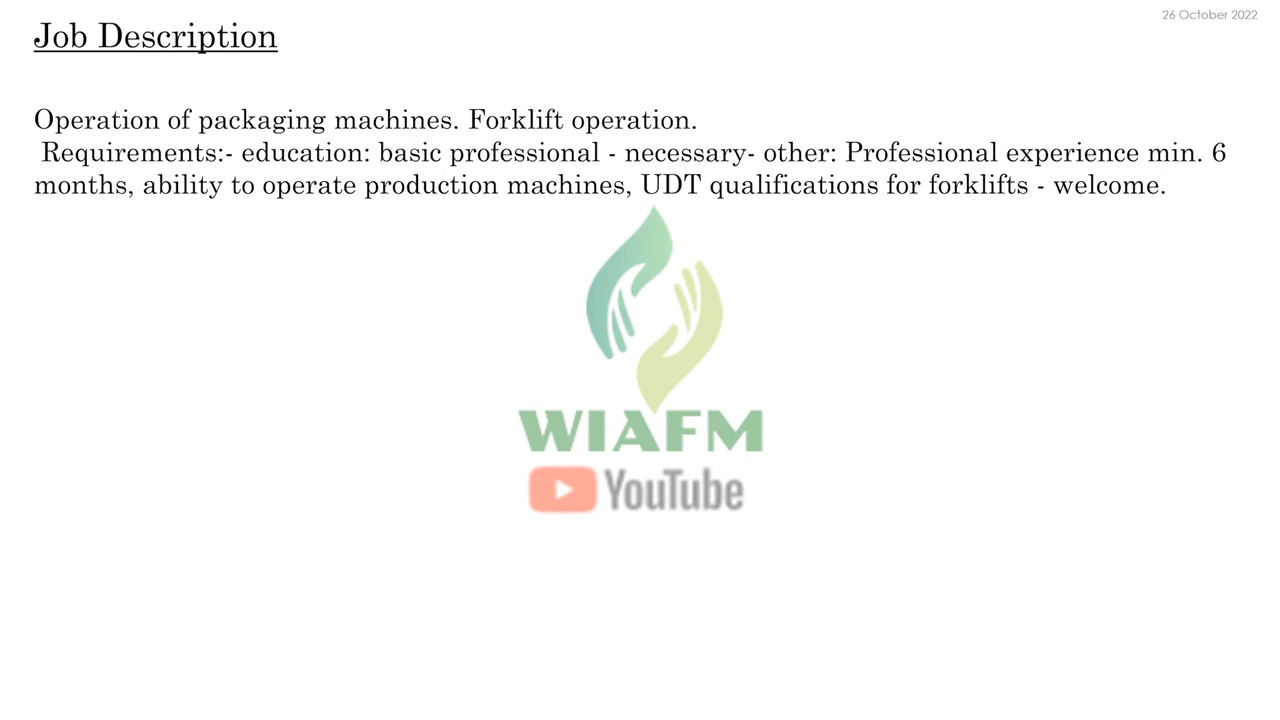 26 October 2022
Job Description
Operation of packaging machines. Forklift operation.
Requirements:- education: basic professional - necessary- other: Professional experience min. 6
months, ability to operate production machines, UDT qualifications for forklifts - welcome.
WIAFM
YouTube